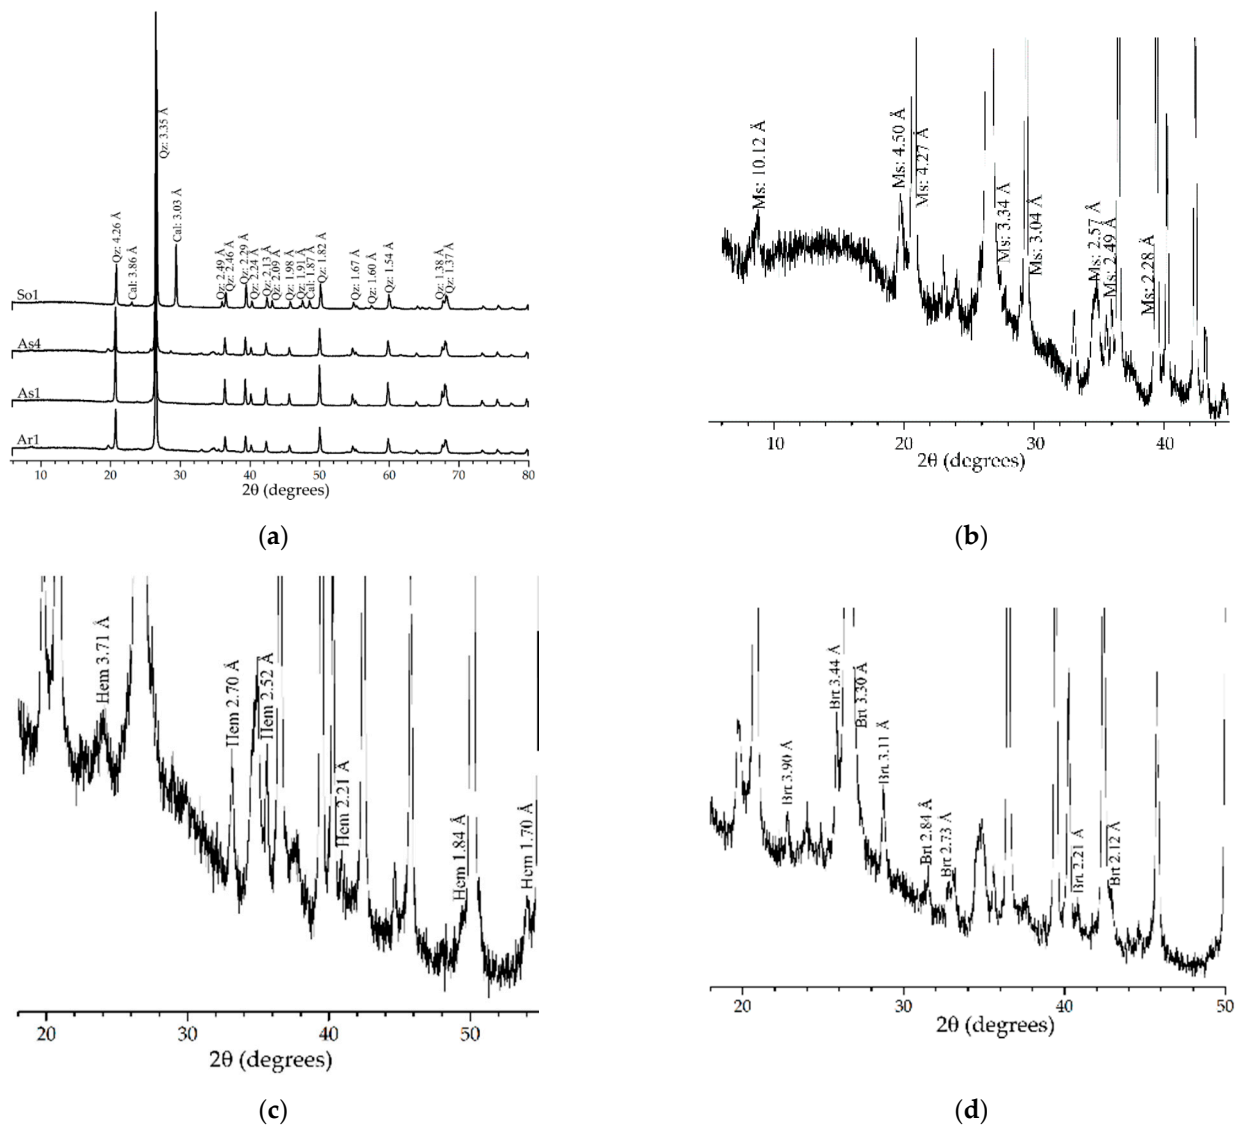 Qz: 4.26 Å
Cal: 3.86 Å
Qz: 3.35 Å
Cal: 3.03 Å
Qz: 2.49 Å
Qz: 2.46 Å
Qz: 2.29 Å
Qz: 2.24 Å
Qz: 2.13 Å
Qz: 2.09 Å
Qz: 1.98 Å
Qz: 1.91 Å
Cal: 1.87 Å
Qz: 1.82 Å
Qz: 1.67 Å
Qz: 1.60 Å
Qz: 1.54 Å
Qz: 1.38 Å
Qz: 1.37 Å
So1
As4
As1
Ar1
10 20 30 40 50 60 70 80
2θ (degrees)
(a)
Ms: 10.12 Å
Ms: 4.50 Å
Ms: 4.27 Å
Ms: 3.34 Å
Ms: 3.04 Å
Ms: 2.57 Å
Ms: 2.49 Å
Ms: 2.28 Å
10 20 30 40
2θ (degrees)
(b)
Hem 3.71 Å
Hem 2.70 Å
Hem 2.52 Å
Hem 2.21 Å
Hem 1.84 Å
Hem 1.70 Å
20 30 40 50
2θ (degrees)
(c)
Brt 3.90 Å
Brt 3.44 Å
Brt 3.30 Å
Brt 3.11 Å
Brt 2.84 Å
Brt 2.73 Å
Brt 2.21 Å
Brt 2.12 Å
20 30 40 50
2θ (degrees)
(d)